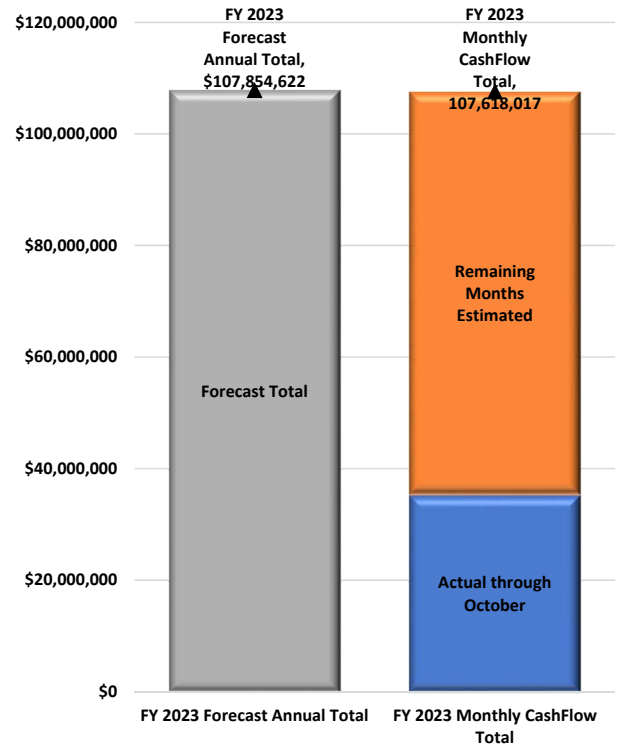 FY 2023
Forecast
Annual Total,
$107,854,622
FY 2023
Monthly
CashFlow
Total,
107,618,017
$120,000,000
$100,000,000
$80,000,000
$60,000,000
$40,000,000
$20,000,000
$0
Forecast Total
Remaining
Months
Estimated
Actual through
October
FY 2023 Forecast Annual Total
FY 2023 Monthly CashFlow
Total